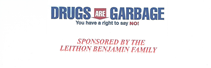 DRUGS ARE GARBAGE
You have a right to say NO!
SPONSORED BY THE
LEITHON BENJAMIN FAMILY